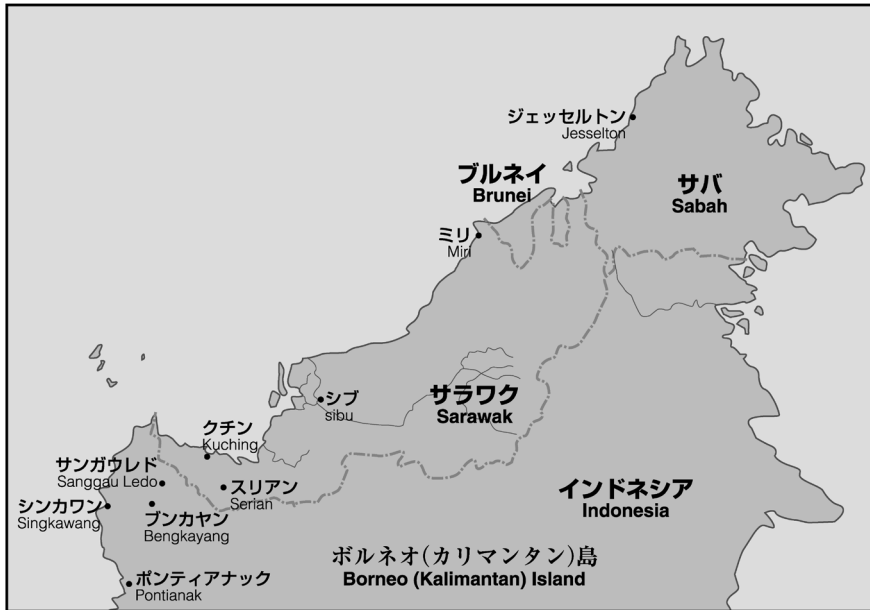 ジェッセルトン
Jesselton
ブルネイ
Brunei
サバ
Sabah
ミリ
Miri
シブ
sibu
サラワク
Sarawak
クチン
Kuching
サンガウレド
Sanggau Ledo
スリアン
Serian
シンカワン
Singkawang
ブンカヤン
Bengkayang
インドネシア
Indonesia
ボルネオ(カリマンタン)島
Borneo (Kalimantan) Island
ポンティアナック
Pontianak